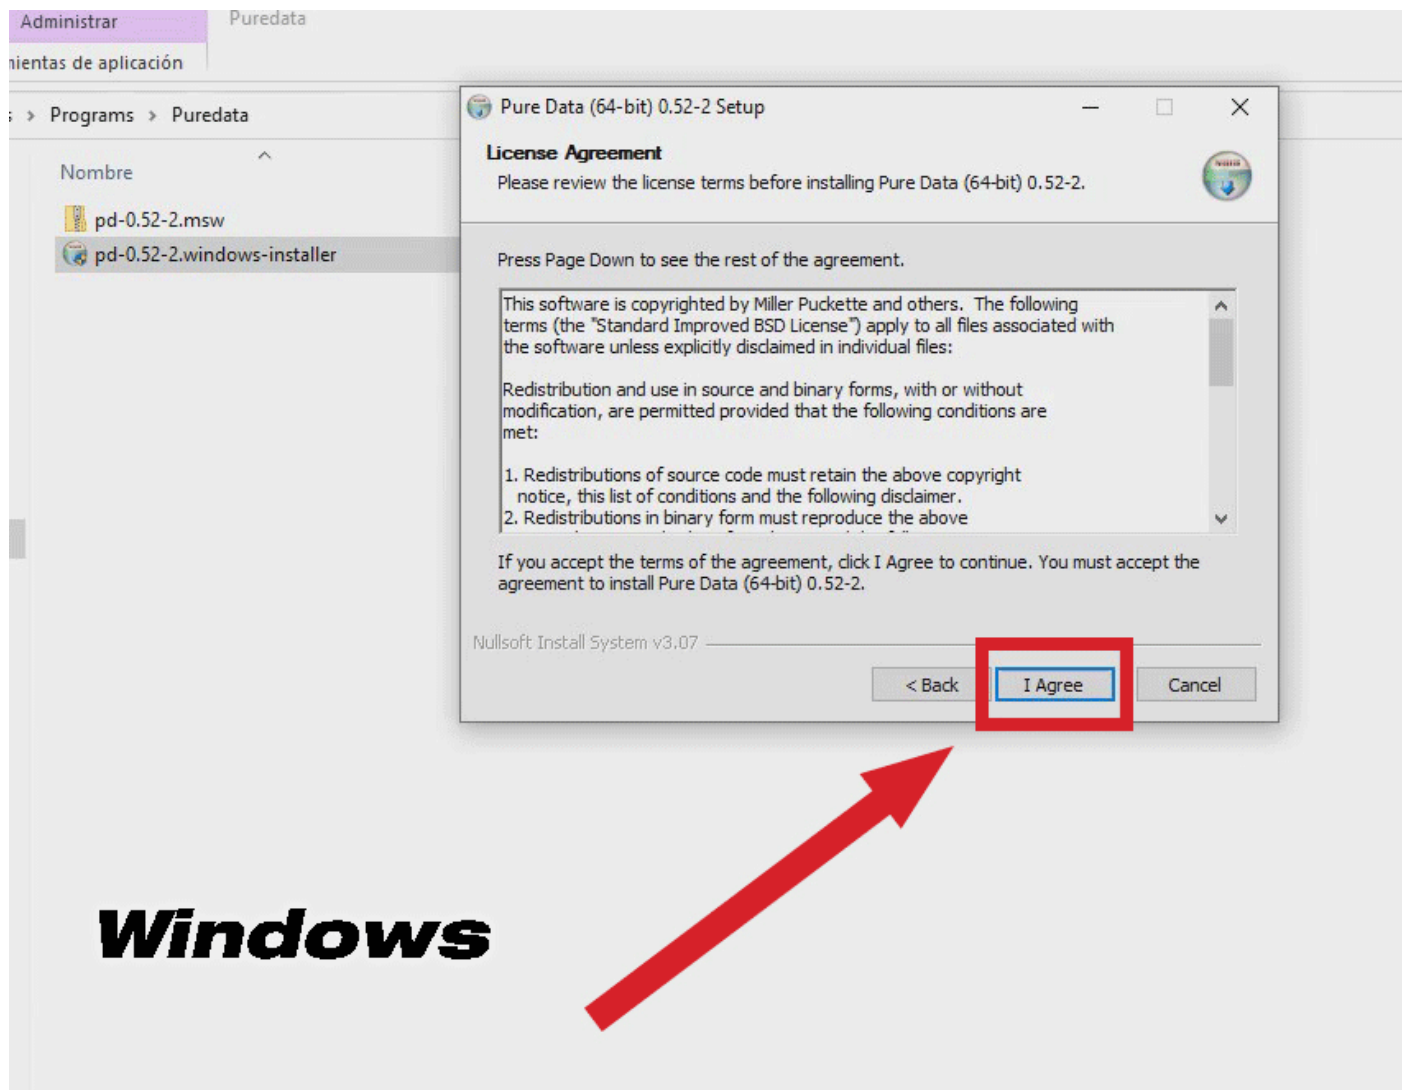 Administrar
Puredata
mientas de aplicación
Programs > Puredata
Nombre
pd-0.52-2.msw
pd-0.52-2.windows-installer
Pure Data (64-bit) 0.52-2 Setup
License Agreement
Please review the license terms before installing Pure Data (64-bit) 0.52-2.
Press Page Down to see the rest of the agreement.
This software is copyrighted by Miller Puckette and others. The following
terms (the "Standard Improved BSD License") apply to all files associated with
the software unless explicitly disclaimed in individual files:
Redistribution and use in source and binary forms, with or without
modification, are permitted provided that the following conditions are
met:
1. Redistributions of source code must retain the above copyright
notice, this list of conditions and the following disclaimer.
2. Redistributions in binary form must reproduce the above
If you accept the terms of the agreement, click I Agree to continue. You must accept the
agreement to install Pure Data (64-bit) 0.52-2.
Nullsoft Install System v3.07
< Back
I Agree
Cancel
Windows